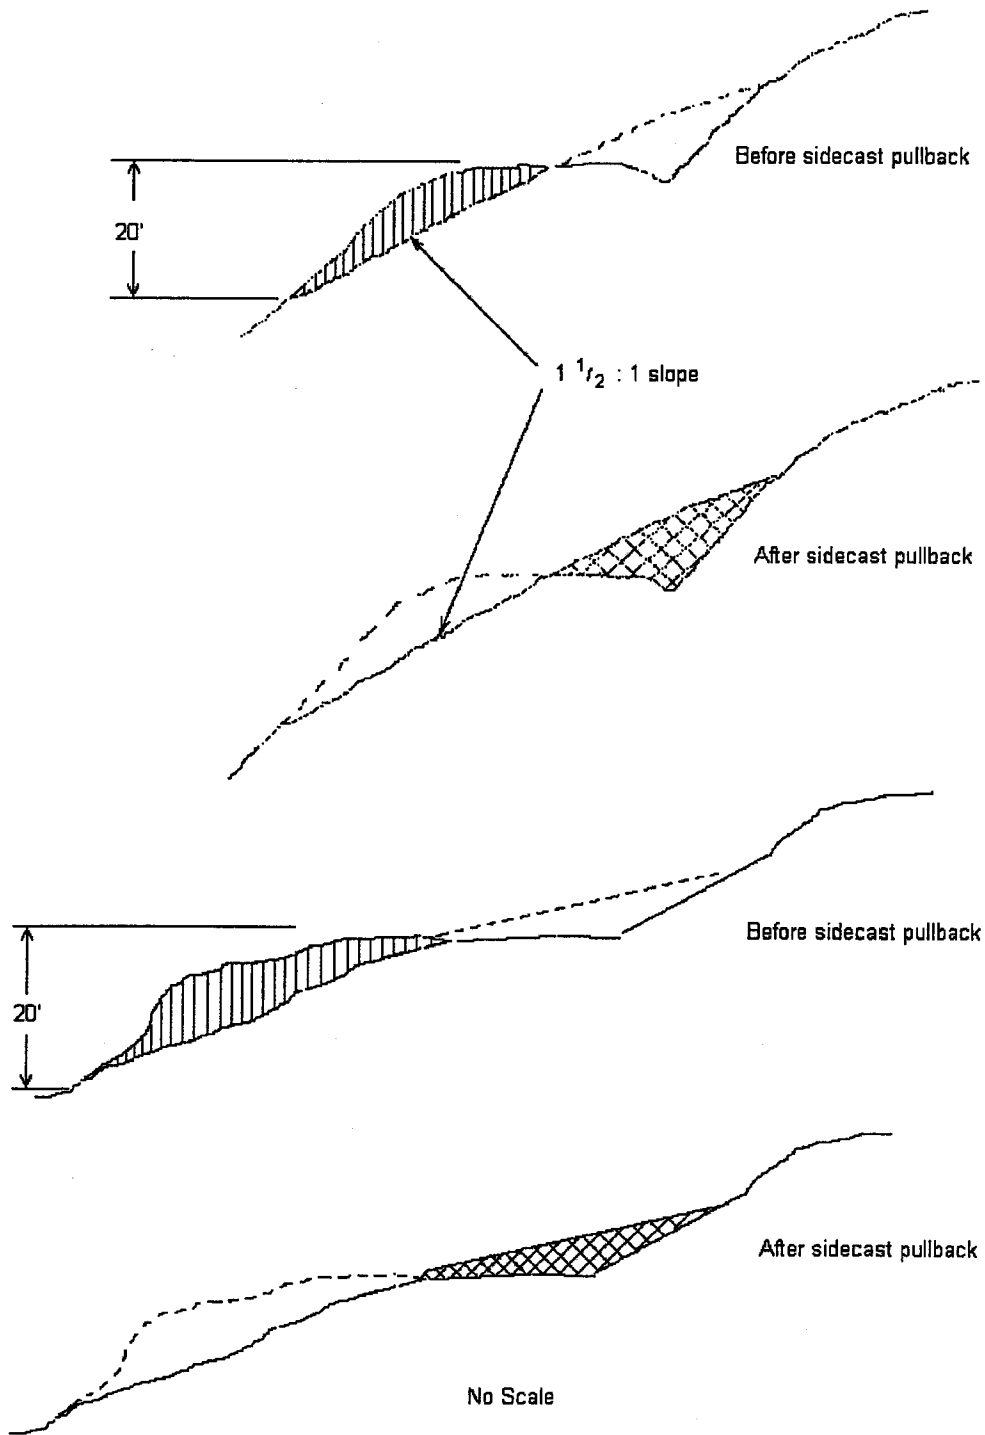 Before sidecast pullback
20'
1 1/2 : 1 slope
After sidecast pullback
Before sidecast pullback
20'
After sidecast pullback
No Scale